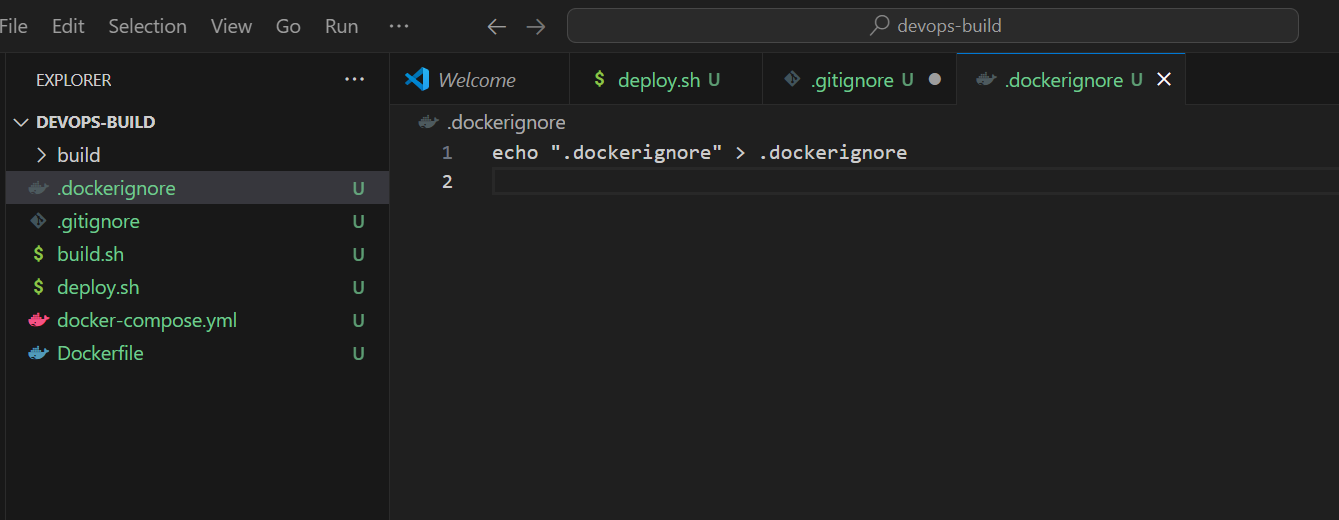 File Edit Selection View Go Run ··· devops-build
EXPLORER ···
Welcome deploy.sh U .gitignore U .dockerignore U
DEVOPS-BUILD
build
.dockerignore U
.gitignore U
$ build.sh U
$ deploy.sh U
docker-compose.yml U
Dockerfile U
.dockerignore
1 echo ".dockerignore" > .dockerignore
2